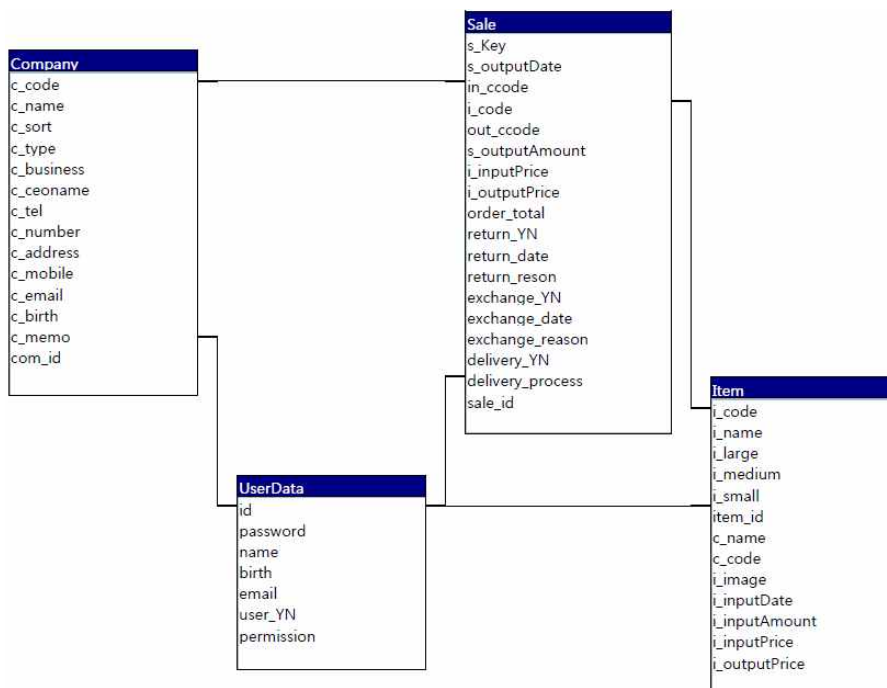 Company
c_code
c_name
c_sort
c_type
c_business
c_ceoname
c_tel
c_number
c_address
c_mobile
c_email
c_birth
c_memo
com_id
Sale
s_Key
s_outputDate
in_ccode
i_code
out_ccode
s_outputAmount
i_inputPrice
i_outputPrice
order_total
return_YN
return_date
return_reson
exchange_YN
exchange_date
exchange_reason
delivery_YN
delivery_process
sale_id
UserData
id
password
name
birth
email
user_YN
permission
Item
i_code
i_name
i_large
i_medium
i_small
item_id
c_name
c_code
i_image
i_inputDate
i_inputAmount
i_inputPrice
i_outputPrice